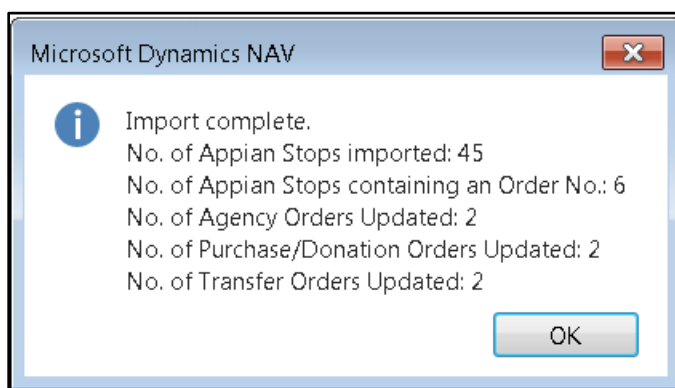 Microsoft Dynamics NAV
Import complete.
No. of Appian Stops imported: 45
No. of Appian Stops containing an Order No.: 6
No. of Agency Orders Updated: 2
No. of Purchase/Donation Orders Updated: 2
No. of Transfer Orders Updated: 2
OK